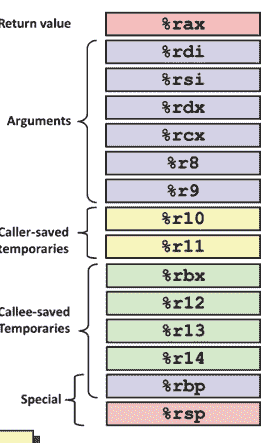 Return value
%rax
%rdi
%rsi
%rdx
Arguments
%rcx
%r8
%r9
%r10
Caller-saved
temporaries
%r11
%rbx
%r12
Callee-saved
Temporaries
%r13
%r14
%rbp
Special
%rsp